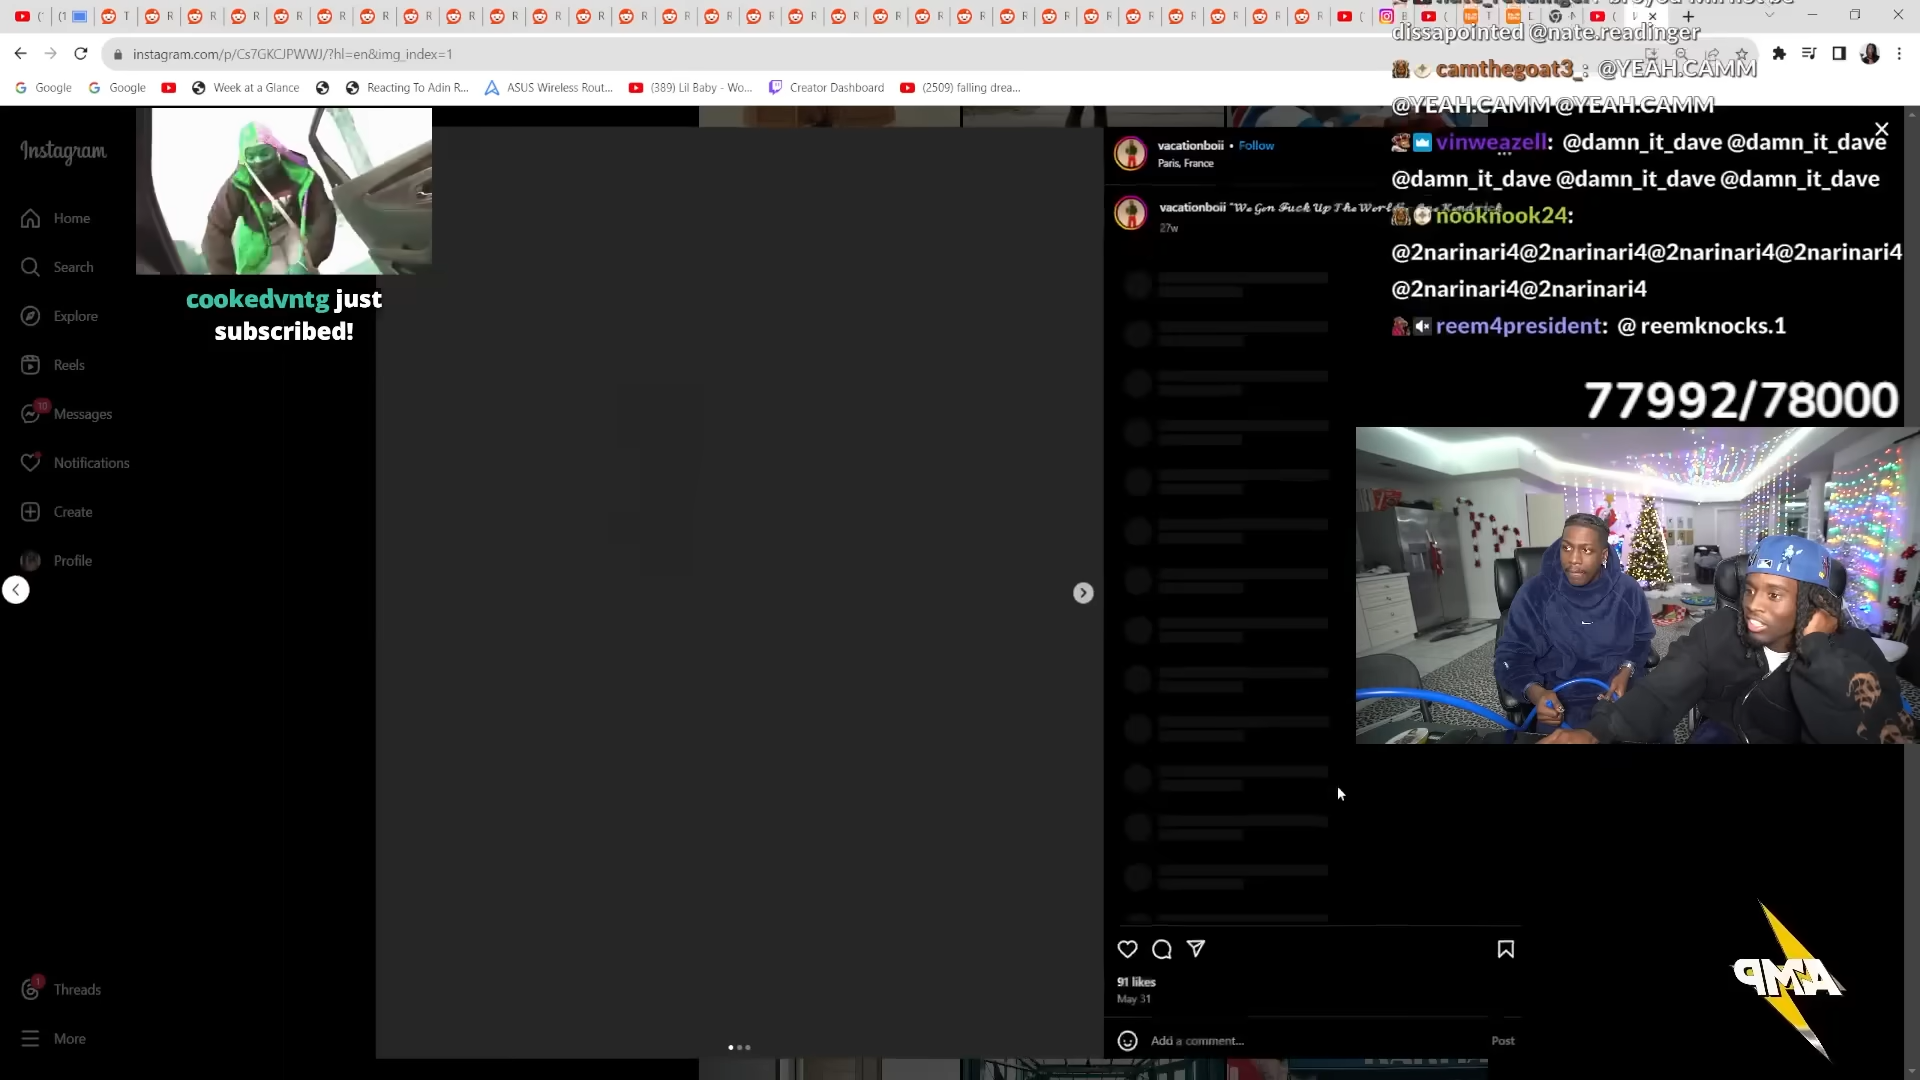 instagram.com/p/Cs7GKCJPWWJ/?hl=en&img_index=1
Google
Google
Week at a Glance
Reacting To Adin R...
ASUS Wireless Rout...
(389) Lil Baby - Wo...
Creator Dashboard
(2509) falling drea...
dissapointed @nate.readinger
camthegoat3_: @YEAH.CAMM
@YEAH.CAMM @YEAH.CAMM
vinweazell: @damn_it_dave @damn_it_dave
@damn_it_dave @damn_it_dave @damn_it_dave
nooknook24:
@2narinari4@2narinari4@2narinari4@2narinari4
@2narinari4@2narinari4
reem4president: @reemknocks.1
77992/78000
Instagram
Home
Search
Explore
Reels
10
Messages
Notifications
Create
Profile
1
Threads
More
cookedvntg just
subscribed!
vacationboii • Follow
Paris, France
vacationboii "We Gon Fuck Up The World"
27w
91 likes
May 31
Add a comment...
Post